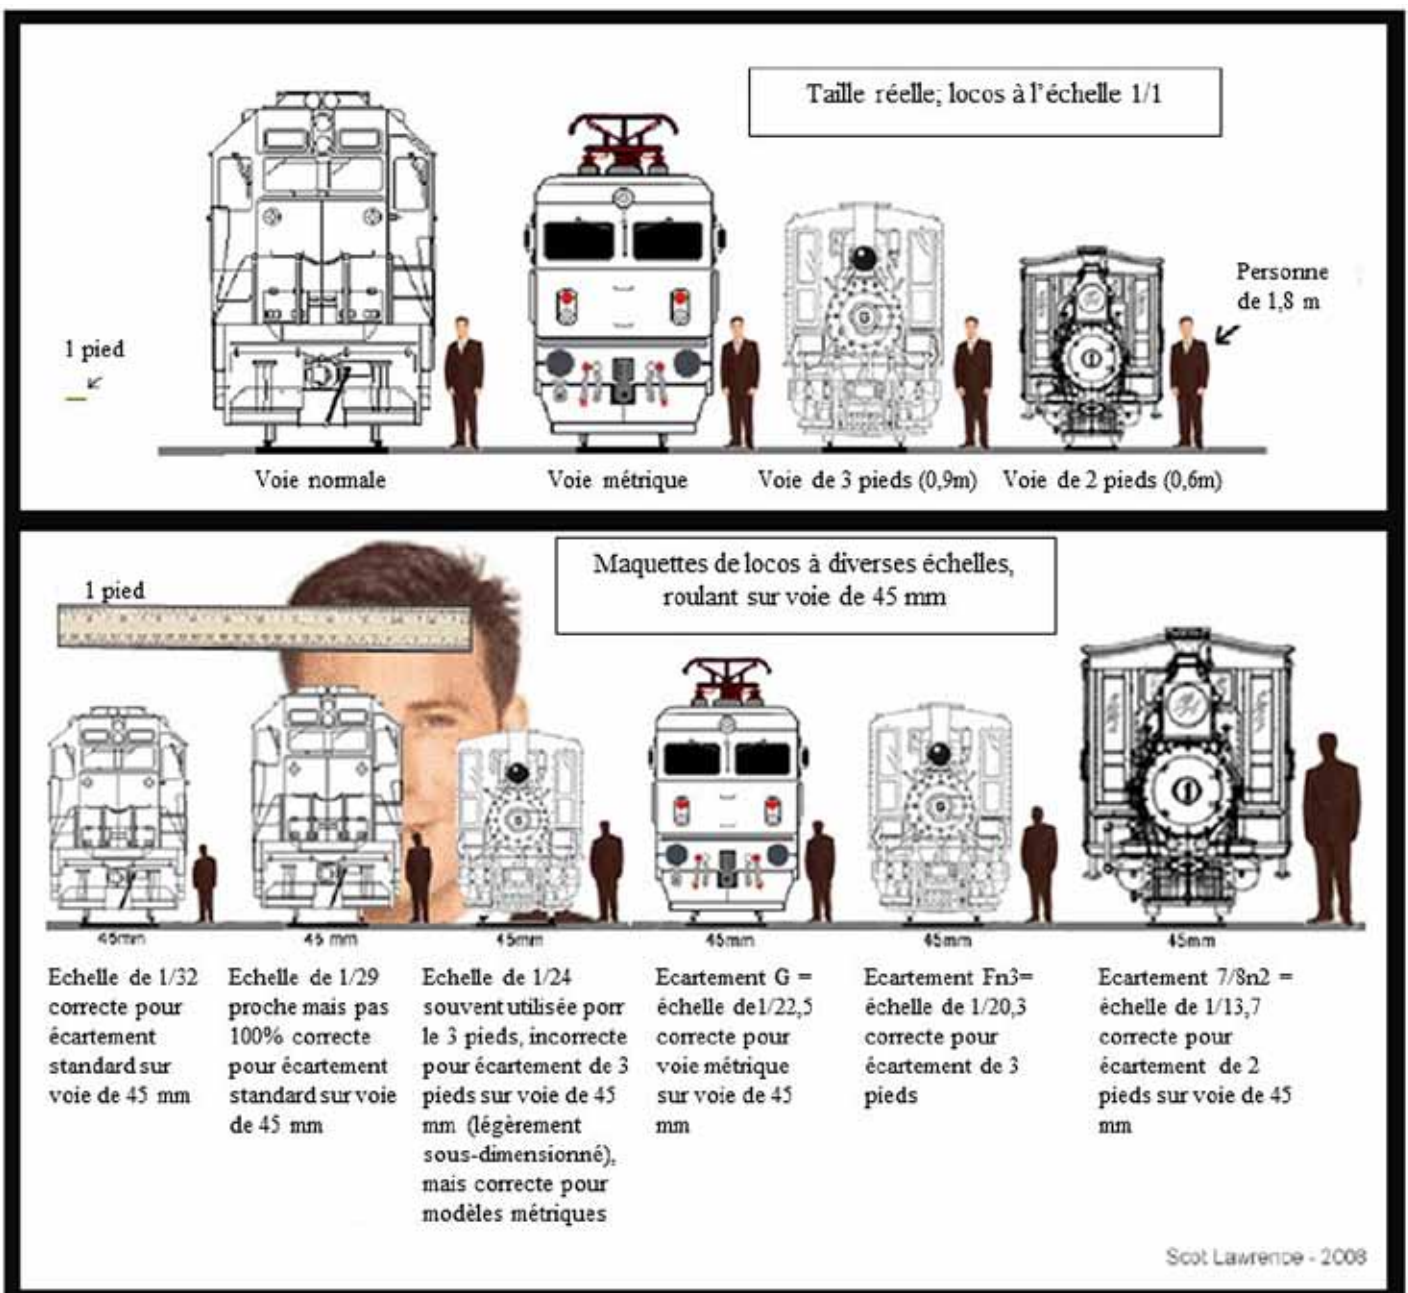 Taille réelle; locos à l'échelle 1/1
Personne
de 1,8 m
1 pied
Voie normale
Voie métrique
Voie de 3 pieds (0,9m)
Voie de 2 pieds (0,6m)
Maquettes de locos à diverses échelles,
roulant sur voie de 45 mm
1 pied
45mm
45 mm
45mm
45mm
45mm
45mm
Echelle de 1/32
correcte pour
écartement
standard sur
voie de 45 mm
Echelle de 1/29
proche mais pas
100% correcte
pour écartement
standard sur voie
de 45 mm
Echelle de 1/24
souvent utilisée porr
le 3 pieds, incorrecte
pour écartement de 3
pieds sur voie de 45
mm (légèrement
sous-dimensionné),
mais correcte pour
modèles métriques
Ecartement G =
échelle de1/22,5
correcte pour
voie métrique
sur voie de 45
mm
Ecartement Fn3=
échelle de 1/20,3
correcte pour
écartement de 3
pieds
Ecartement 7/8n2 =
échelle de 1/13,7
correcte pour
écartement de 2
pieds sur voie de 45
mm
Scot Lawrence - 2008